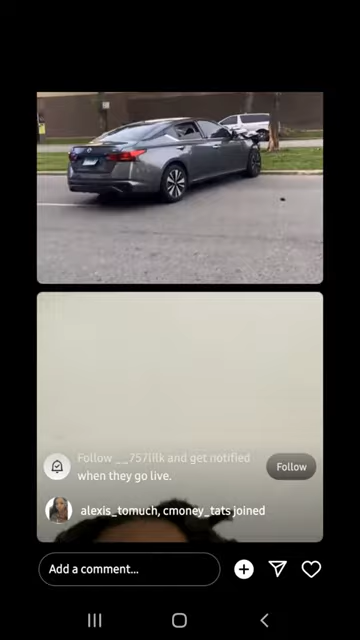 Follow __757lilk and get notified
when they go live.
Follow
alexis_tomuch, cmoney_tats joined
Add a comment...